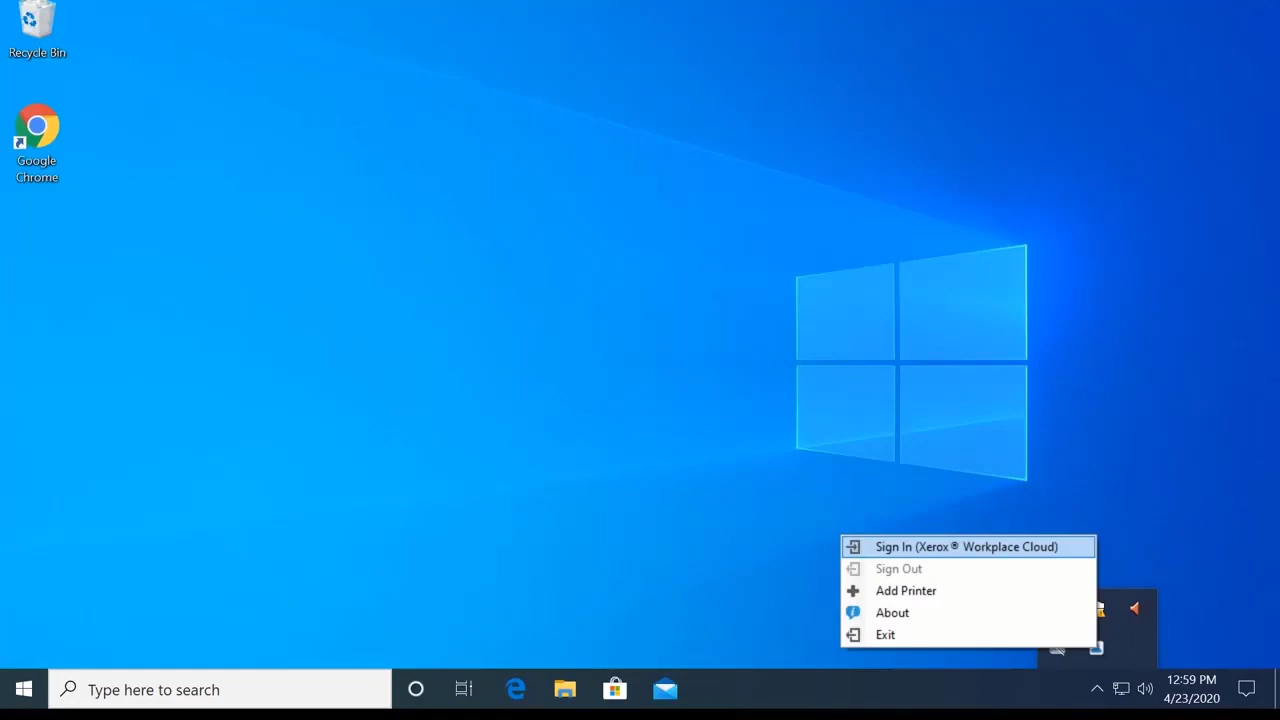 Recycle Bin
Google
Chrome
Sign In (Xerox® Workplace Cloud)
Sign Out
Add Printer
About
Exit
Type here to search
12:59 PM
4/23/2020